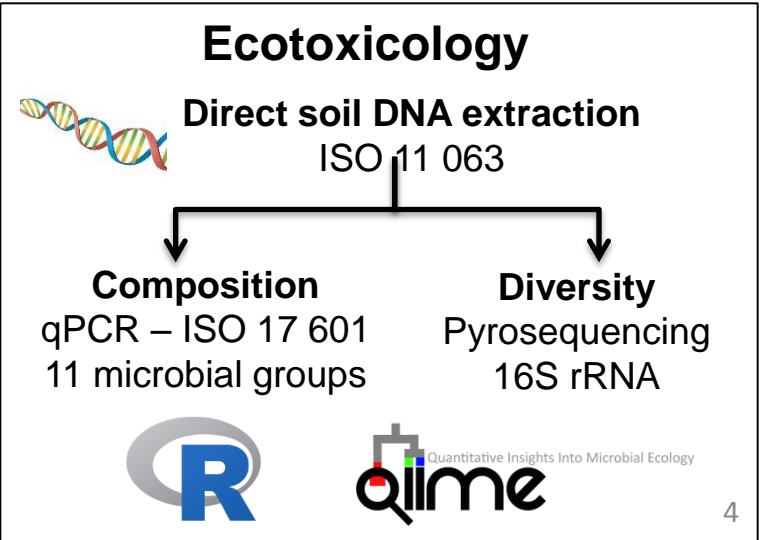 Ecotoxicology
Direct soil DNA extraction
ISO 11 063
Composition
qPCR – ISO 17 601
11 microbial groups
Diversity
Pyrosequencing
16S rRNA
R
Quantitative Insights Into Microbial Ecology
qiime
4